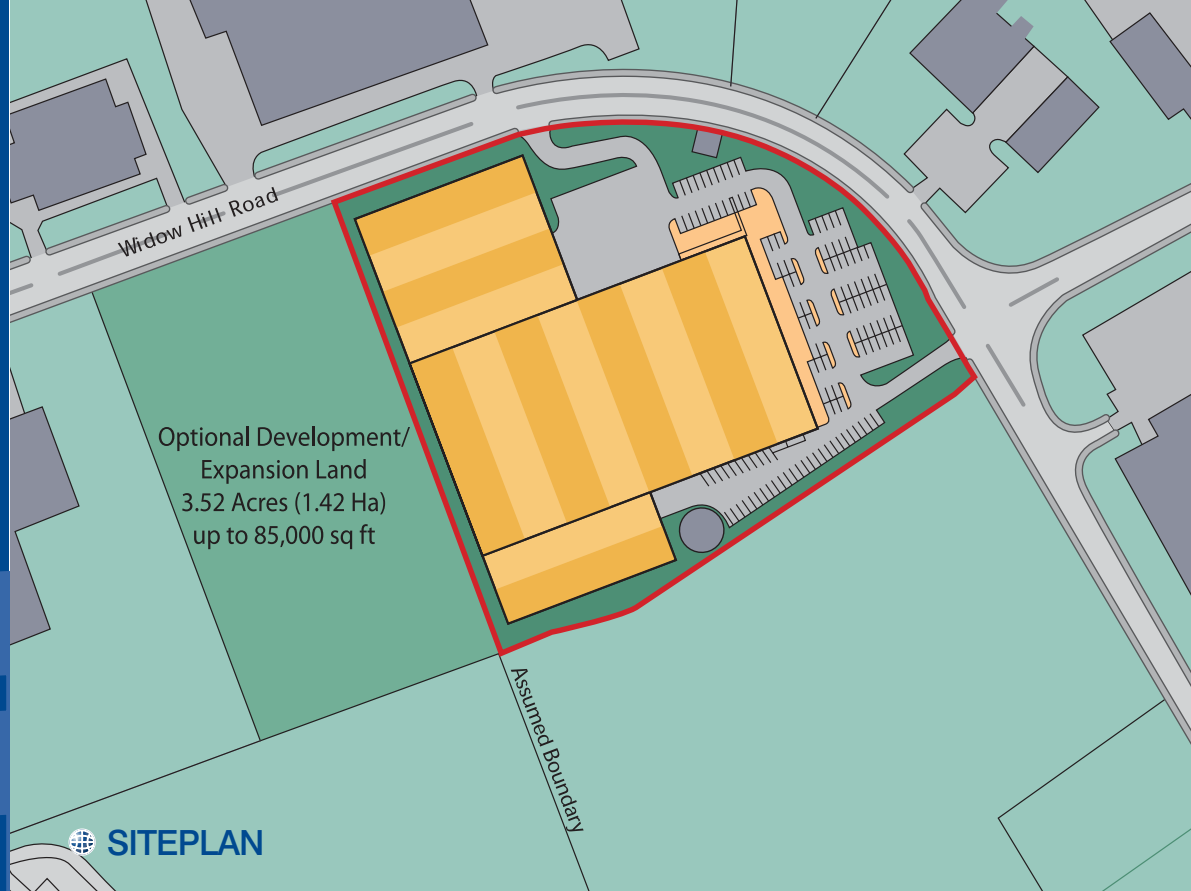 Widow Hill Road
Optional Development/
Expansion Land
3.52 Acres (1.42 Ha)
up to 85,000 sq ft
Assumed Boundary
SITEPLAN